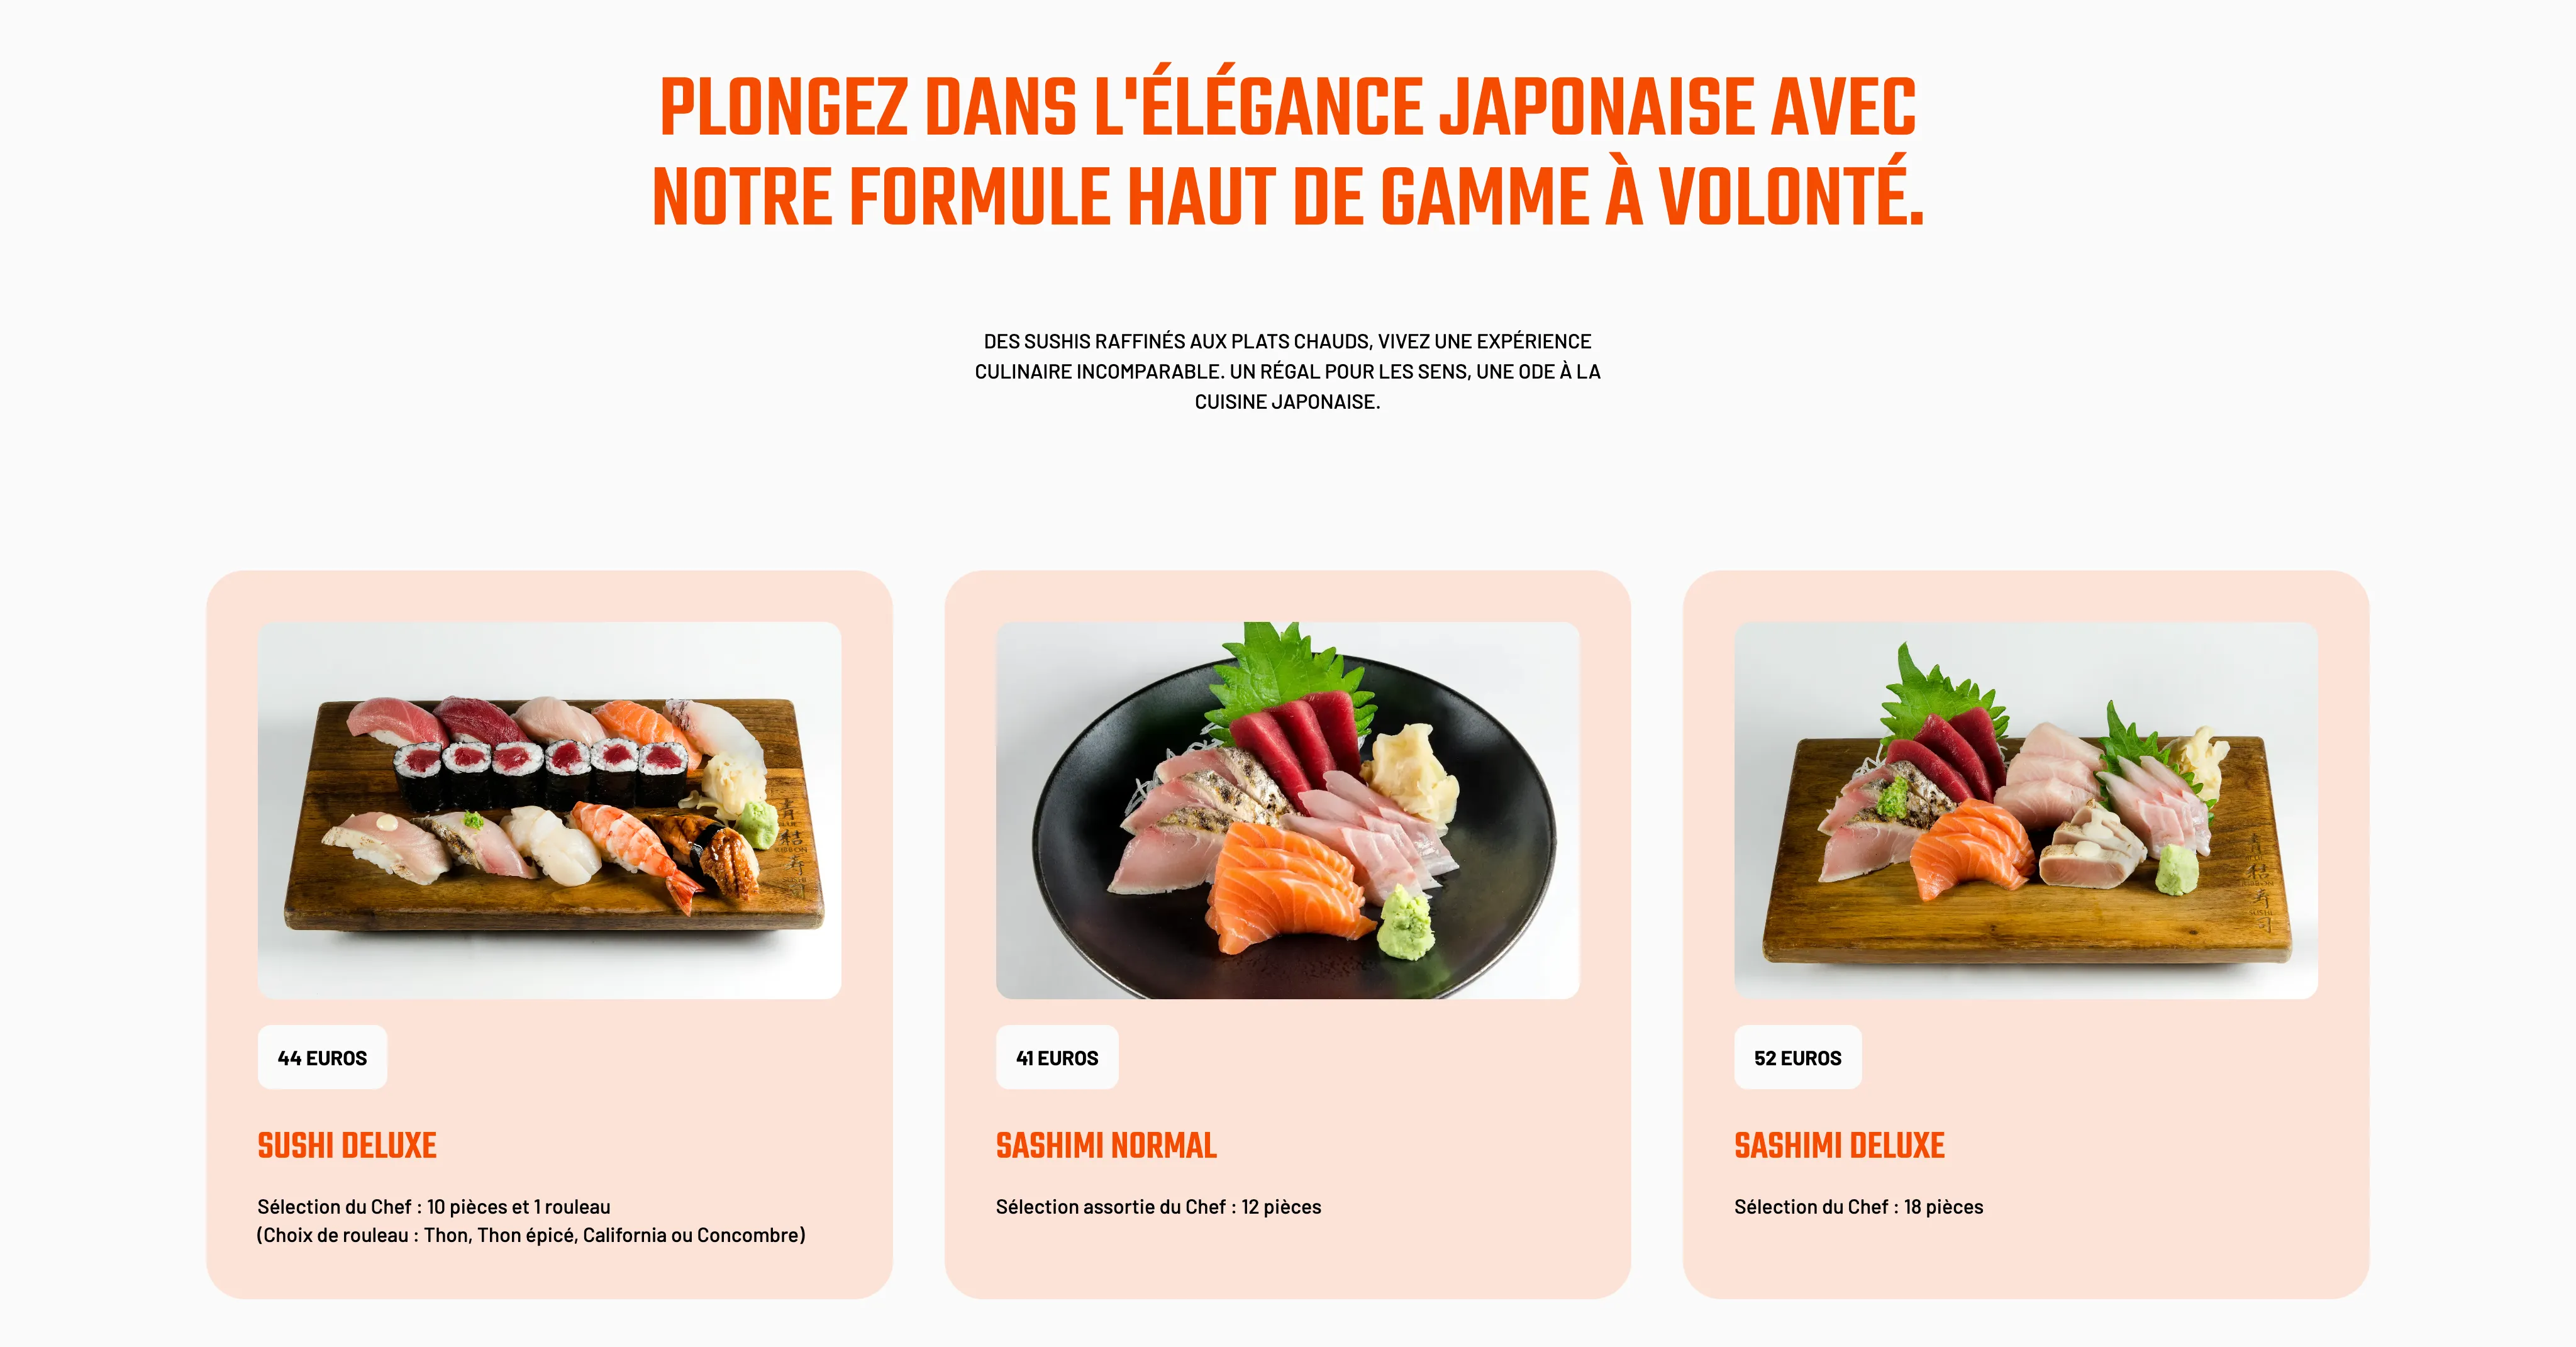 PLONGEZ DANS L'ÉLÉGANCE JAPONAISE AVEC
NOTRE FORMULE HAUT DE GAMME À VOLONTÉ.
DES SUSHIS RAFFINÉS AUX PLATS CHAUDS, VIVEZ UNE EXPÉRIENCE
CULINAIRE INCOMPARABLE. UN RÉGAL POUR LES SENS, UNE ODE À LA
CUISINE JAPONAISE.
44 EUROS
SUSHI DELUXE
Sélection du Chef : 10 pièces et 1 rouleau
(Choix de rouleau : Thon, Thon épicé, California ou Concombre)
41 EUROS
SASHIMI NORMAL
Sélection assortie du Chef : 12 pièces
52 EUROS
SASHIMI DELUXE
Sélection du Chef : 18 pièces